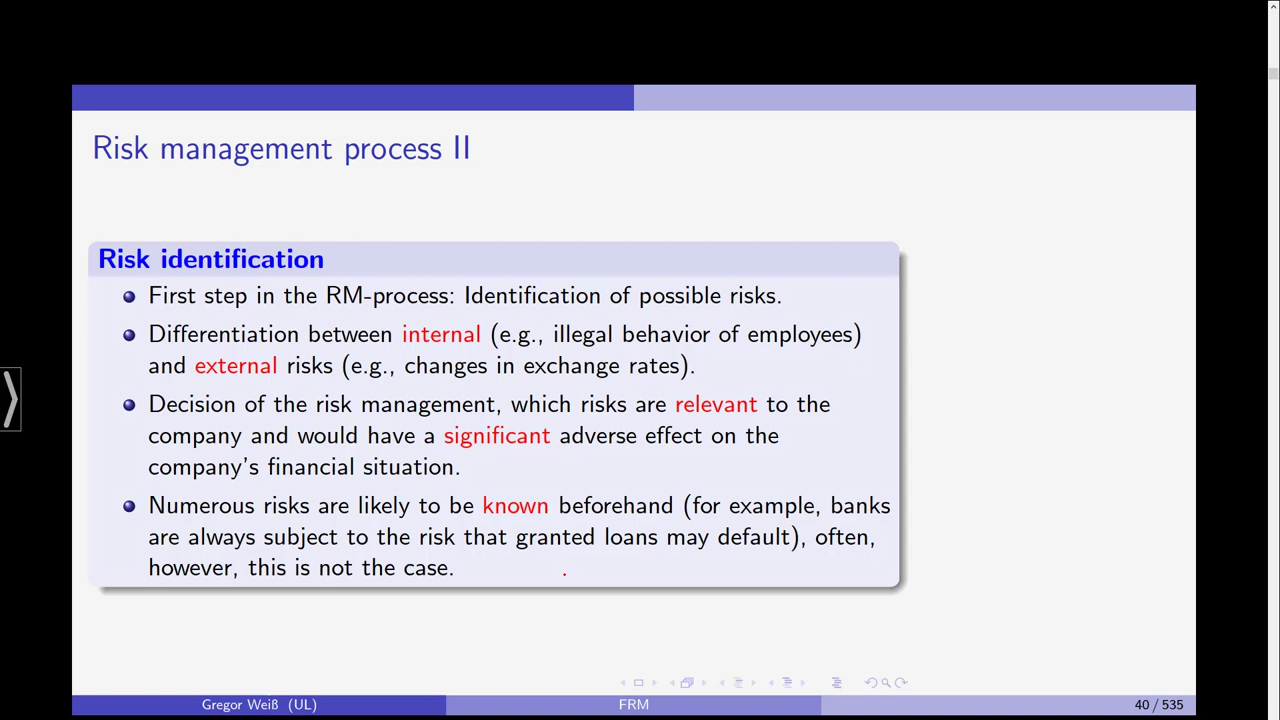 Risk management process II
Risk identification
First step in the RM-process: Identification of possible risks.
Differentiation between internal (e.g., illegal behavior of employees)
and external risks (e.g., changes in exchange rates).
Decision of the risk management, which risks are relevant to the
company and would have a significant adverse effect on the
company's financial situation.
Numerous risks are likely to be known beforehand (for example, banks
are always subject to the risk that granted loans may default), often,
however, this is not the case.
Gregor Weiß (UL) FRM 40 / 535